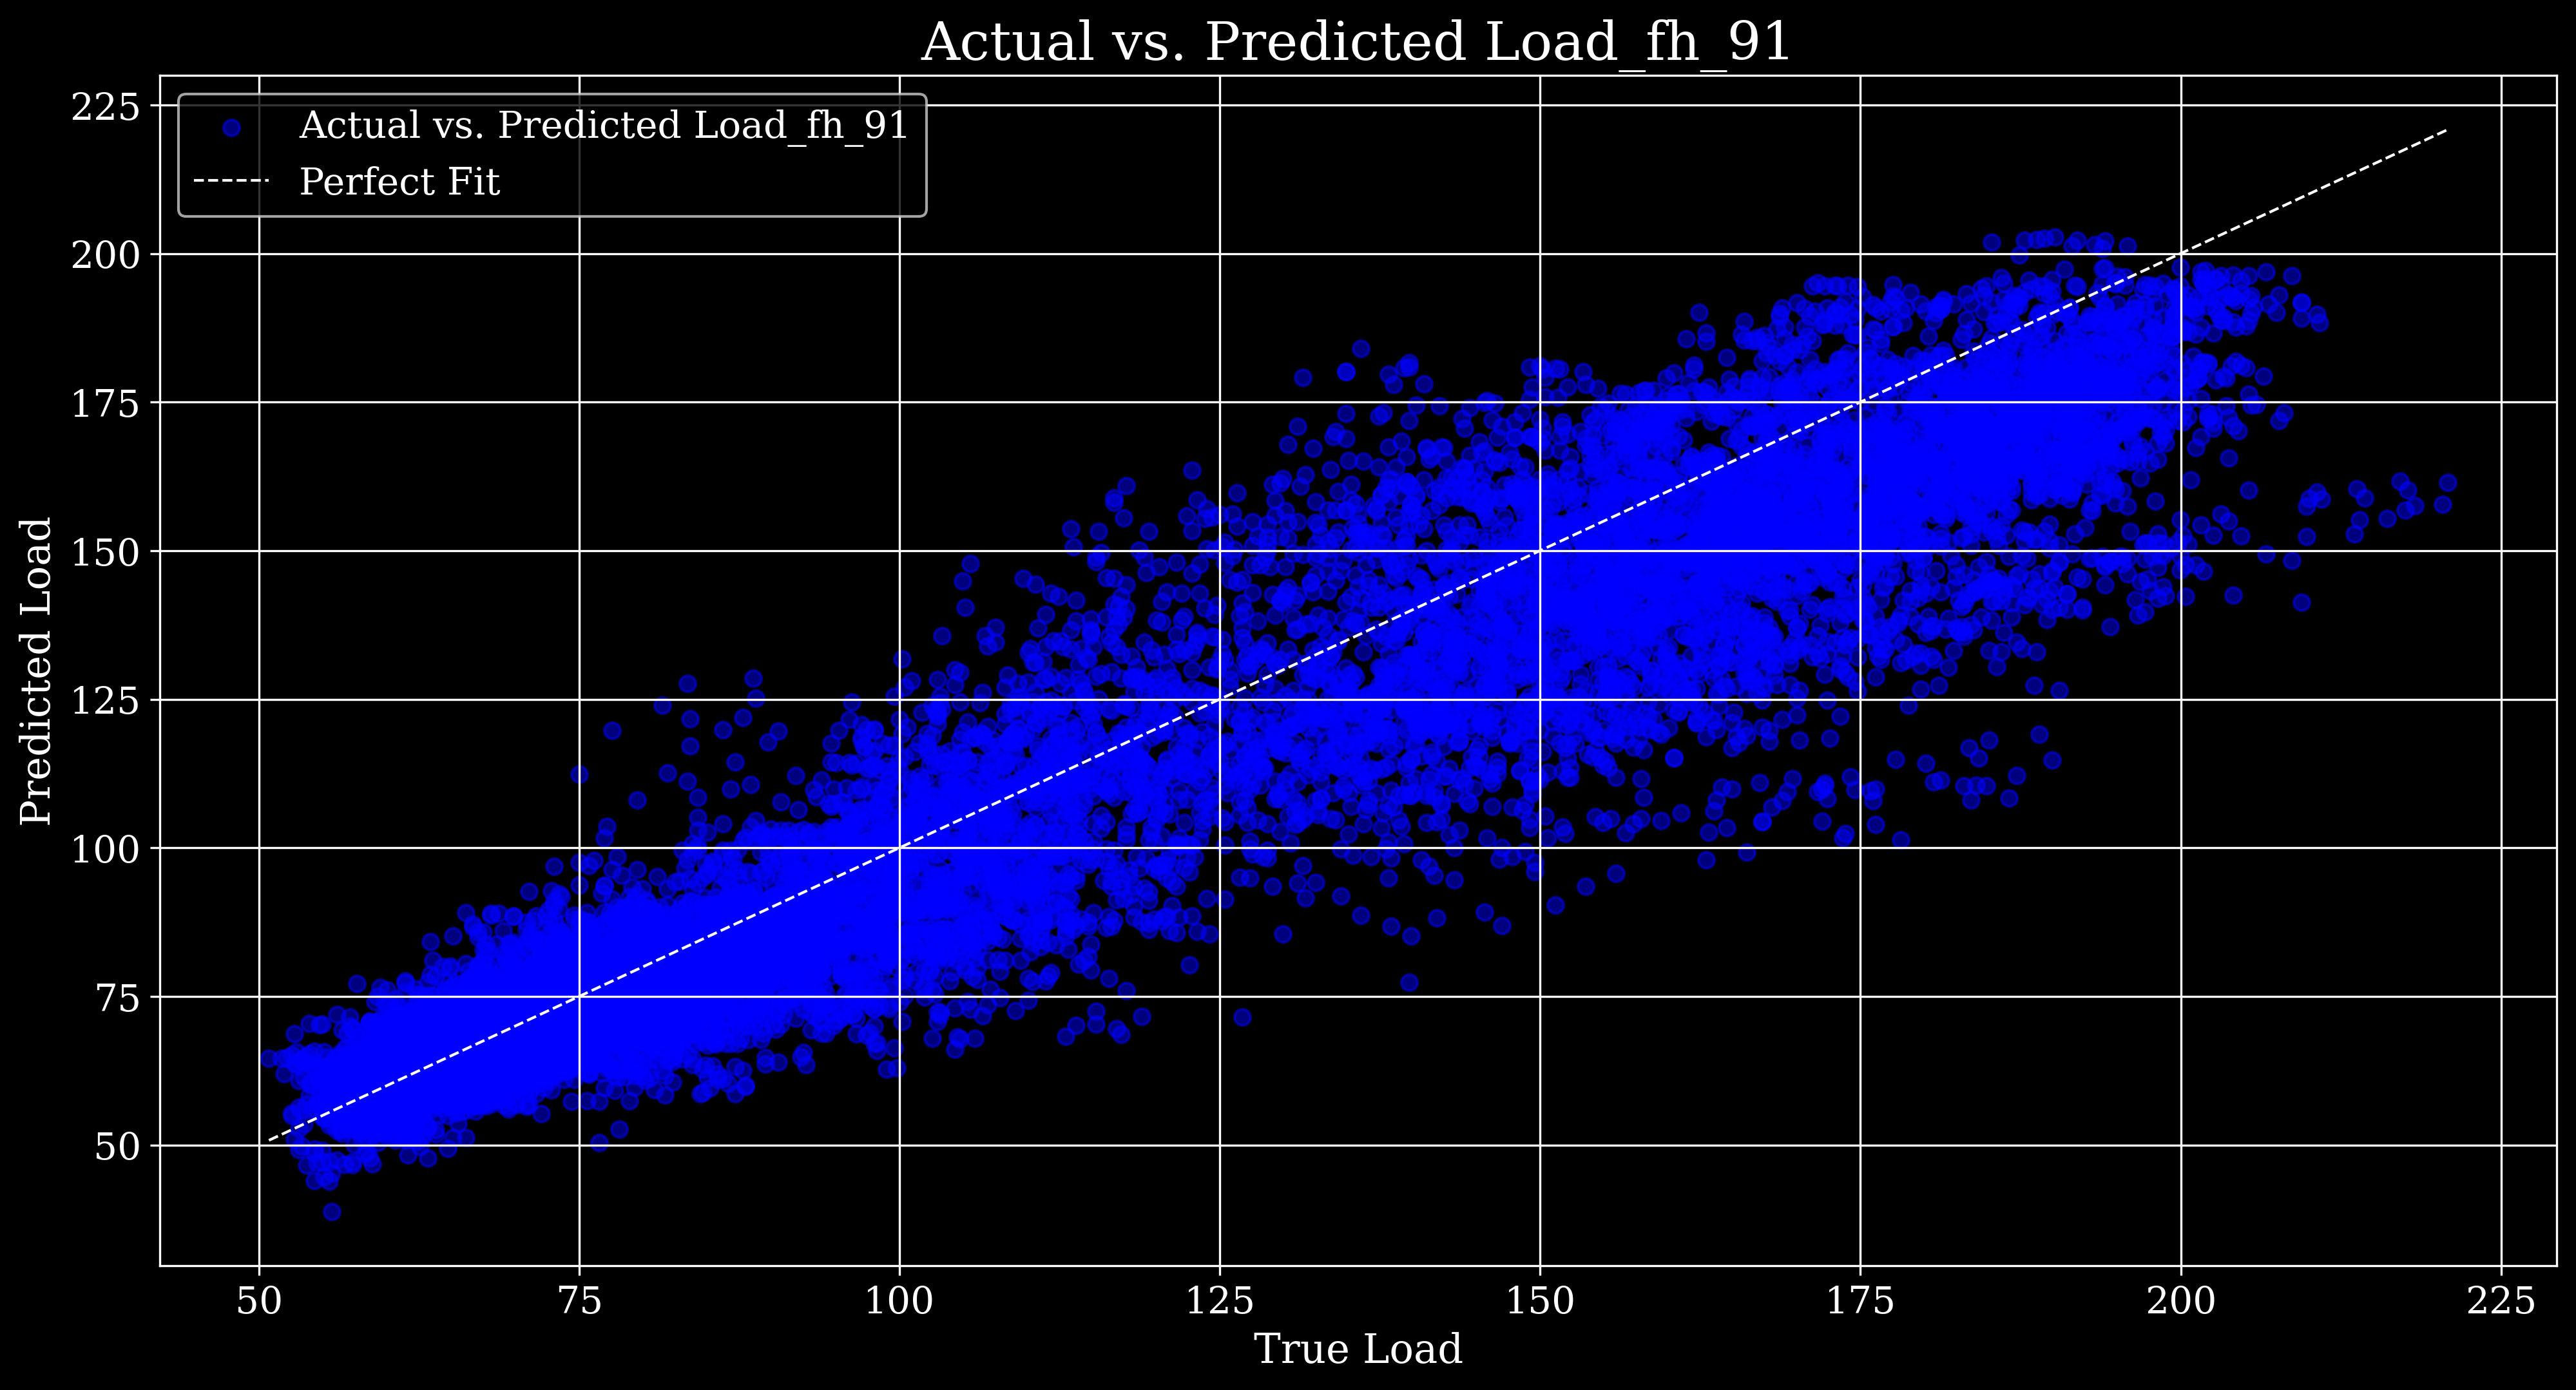 Actual vs. Predicted Load_fh_91
Actual vs. Predicted Load_fh_91
Perfect Fit
225
200
175
150
125
100
75
50
Predicted Load
50 75 100 125 150 175 200 225
True Load